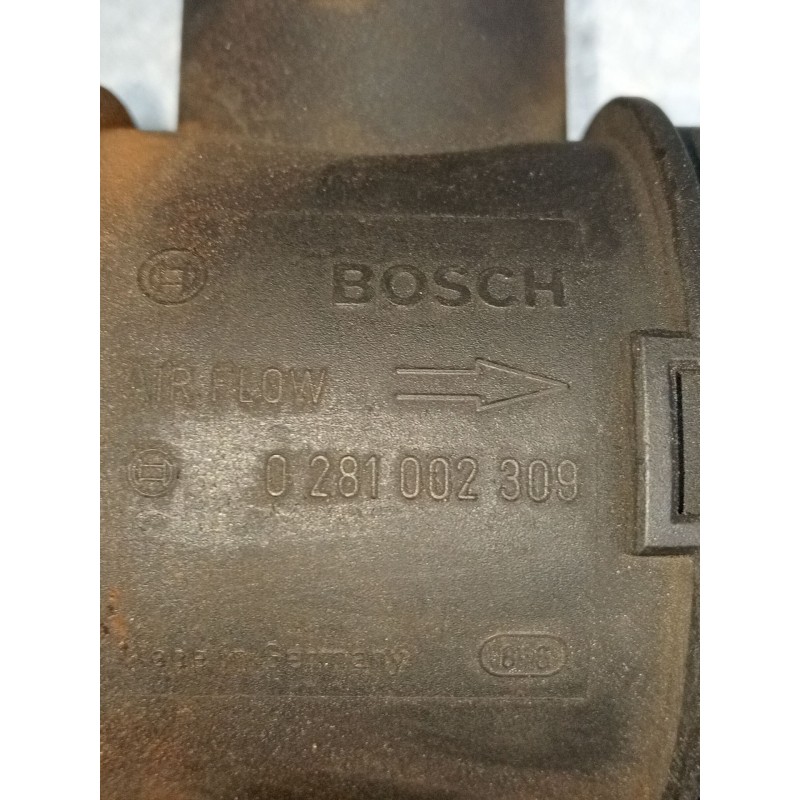 BOSCH
AIR FLOW
0 281 002 309
Made in Germany